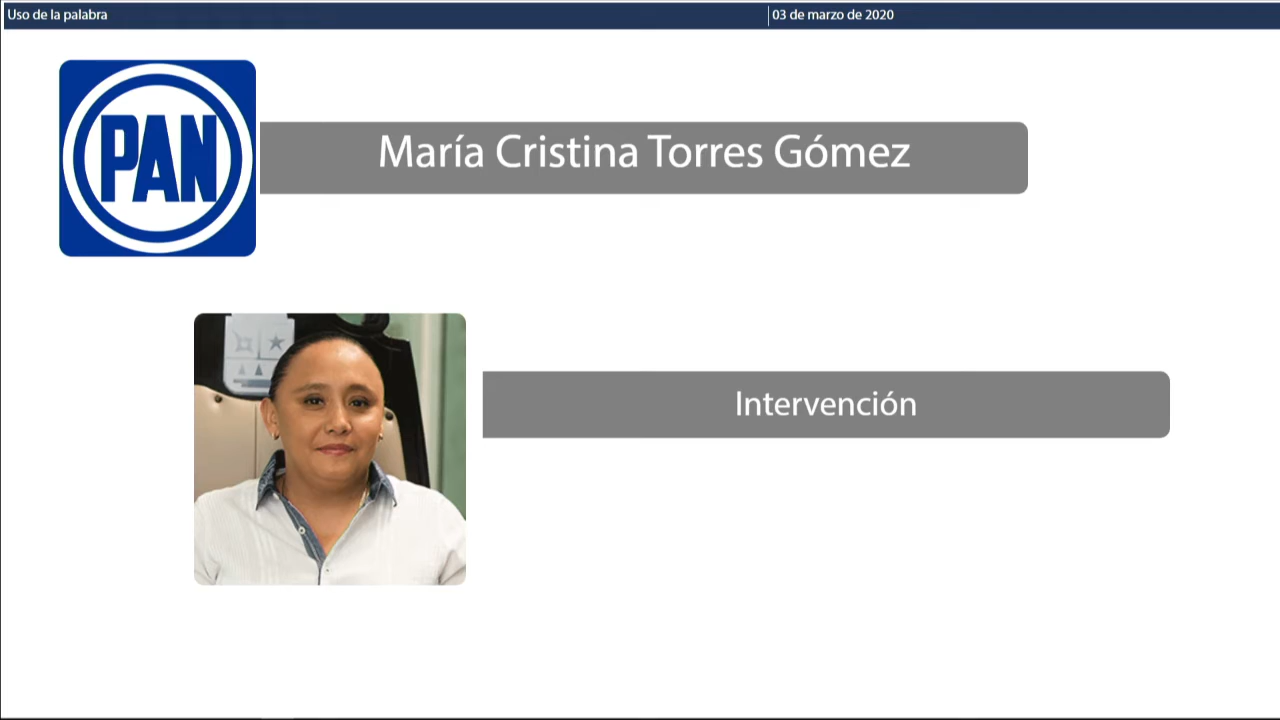 Uso de la palabra
03 de marzo de 2020
PAN
María Cristina Torres Gómez
Intervención